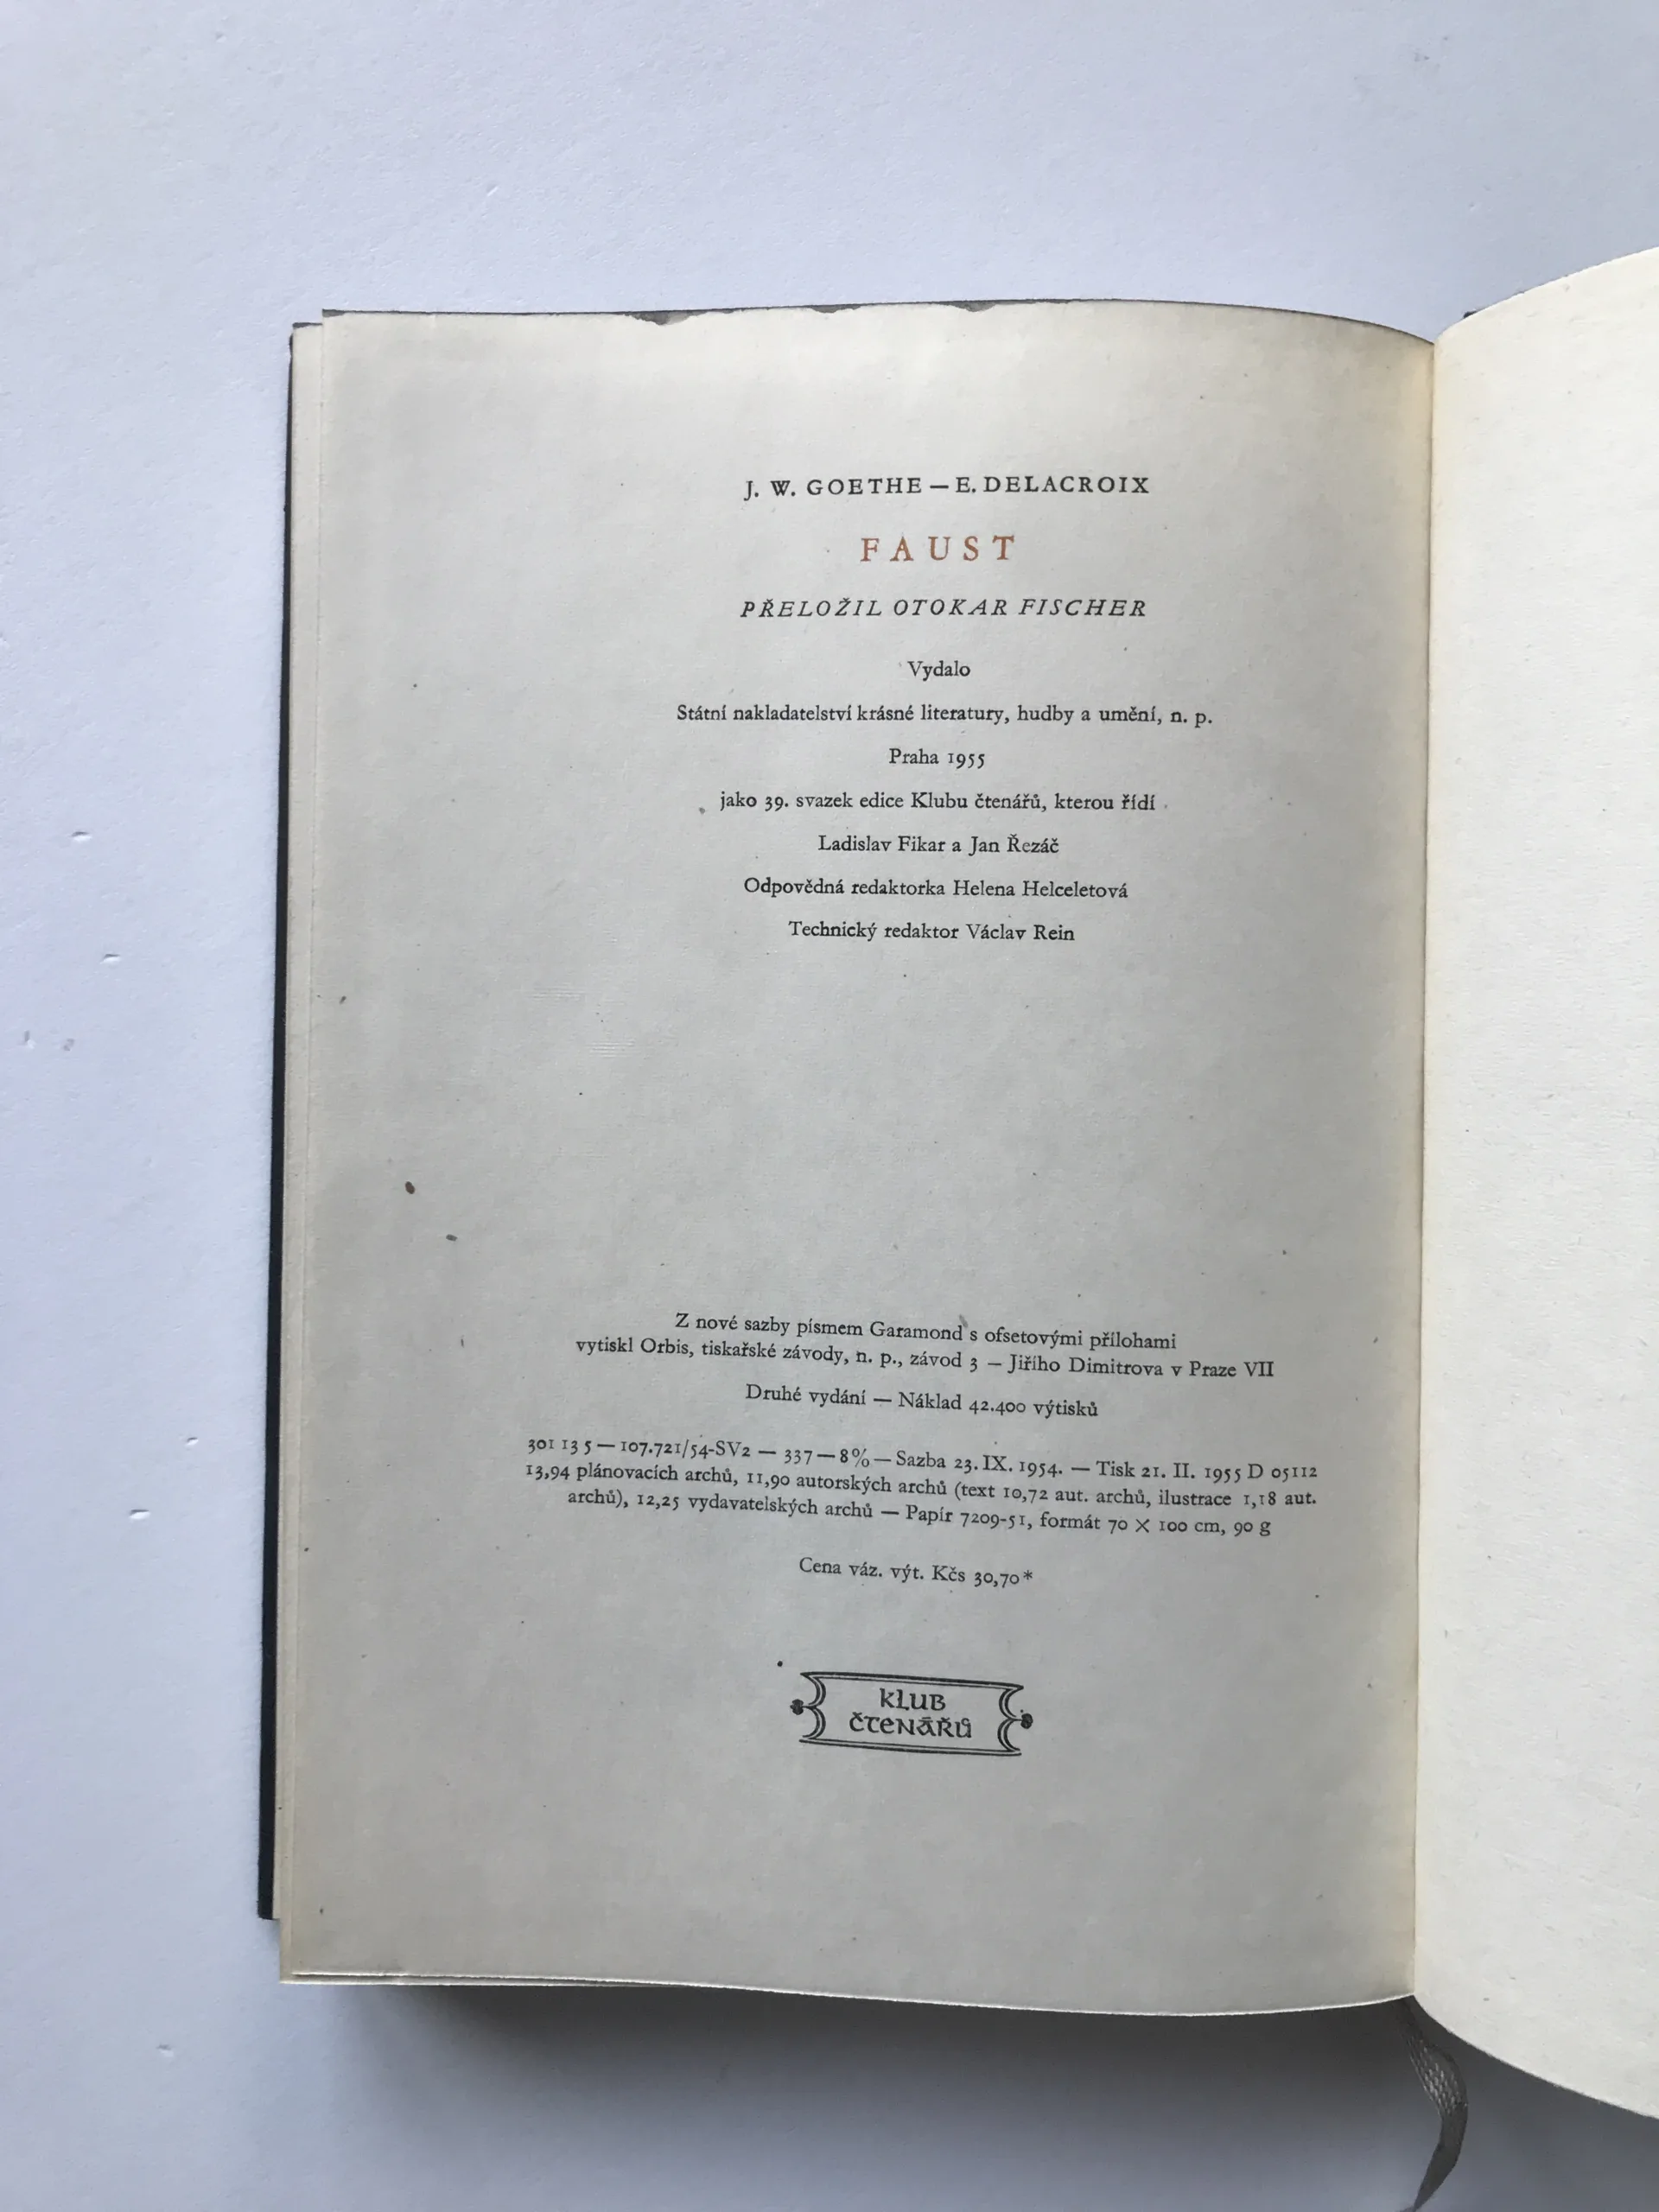 J. W. GOETHE — E. DELACROIX
FAUST
PŘELOŽIL OTOKAR FISCHER
Vydalo
Státní nakladatelství krásné literatury, hudby a umění, n. p.
Praha 1955
jako 39. svazek edice Klubu čtenářů, kterou řídí
Ladislav Fikar a Jan Řezáč
Odpovědná redaktorka Helena Helceletová
Technický redaktor Václav Rein
Z nové sazby písmem Garamond s ofsetovými přílohami
vytiskl Orbis, tiskařské závody, n. p., závod 3 — Jiřího Dimitrova v Praze VII
Druhé vydání — Náklad 42.400 výtisků
301 13 5 — 107.721/54-SV2 — 337 — 8% — Sazba 23. IX. 1954. — Tisk 21. II. 1955 D 05112
13,94 plánovacích archů, 11,90 autorských archů (text 10,72 aut. archů, ilustrace 1,18 aut.
archů), 12,25 vydavatelských archů — Papír 7209-51, formát 70 × 100 cm, 90 g
Cena váz. výt. Kčs 30,70*
KLUB
ČTENÁŘŮ